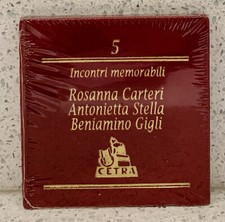 5
Incontri memorabili
Rosanna Carteri
Antonietta Stella
Beniamino Gigli
CETRA